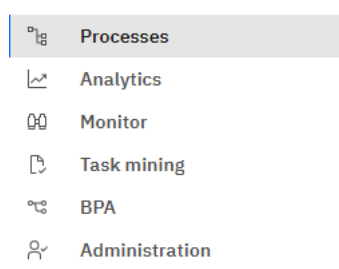 Processes
Analytics
Monitor
Task mining
BPA
Administration